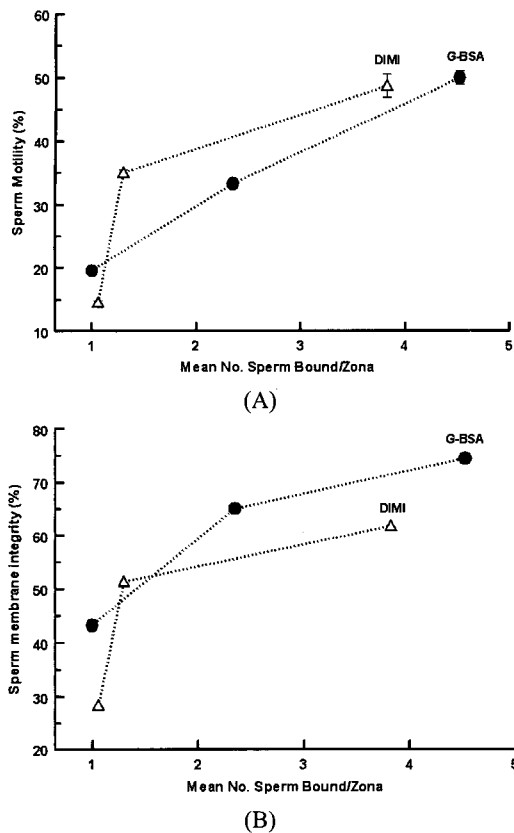 60
50
40
30
20
10
Sperm Motility (%)
DIMI
G-BSA
1
2
3
4
5
Mean No. Sperm Bound/Zona
(A)
80
70
60
50
40
30
20
Sperm membrane integrity (%)
G-BSA
DIMI
1
2
3
4
5
Mean No. Sperm Bound/Zona
(B)